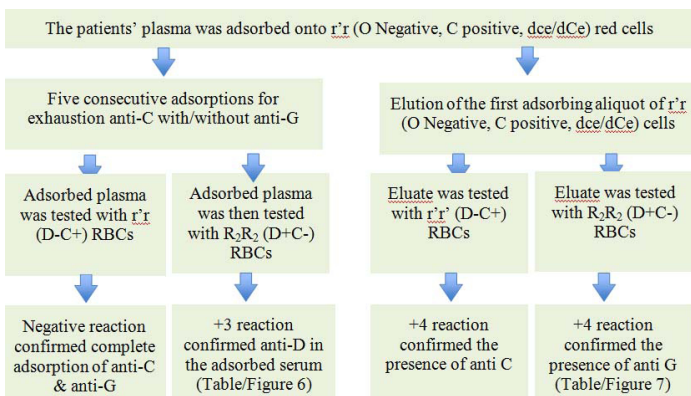 The patients' plasma was adsorbed onto r'r (O Negative, C positive, dce/dCe) red cells
Five consecutive adsorptions for
exhaustion anti-C with/without anti-G
Elution of the first adsorbing aliquot of r'r
(O Negative, C positive, dce/dCe) cells
Adsorbed plasma
was tested with r'r
(D-C+) RBCs
Adsorbed plasma
was then tested
with R₂R₂ (D+C-)
RBCs
Eluate was tested
with r'r' (D-C+)
RBCs
Eluate was tested
with R₂R₂ (D+C-)
RBCs
Negative reaction
confirmed complete
adsorption of anti-C
& anti-G
+3 reaction
confirmed anti-D in
the adsorbed serum
(Table/Figure 6)
+4 reaction
confirmed the
presence of anti C
+4 reaction
confirmed the
presence of anti G
(Table/Figure 7)